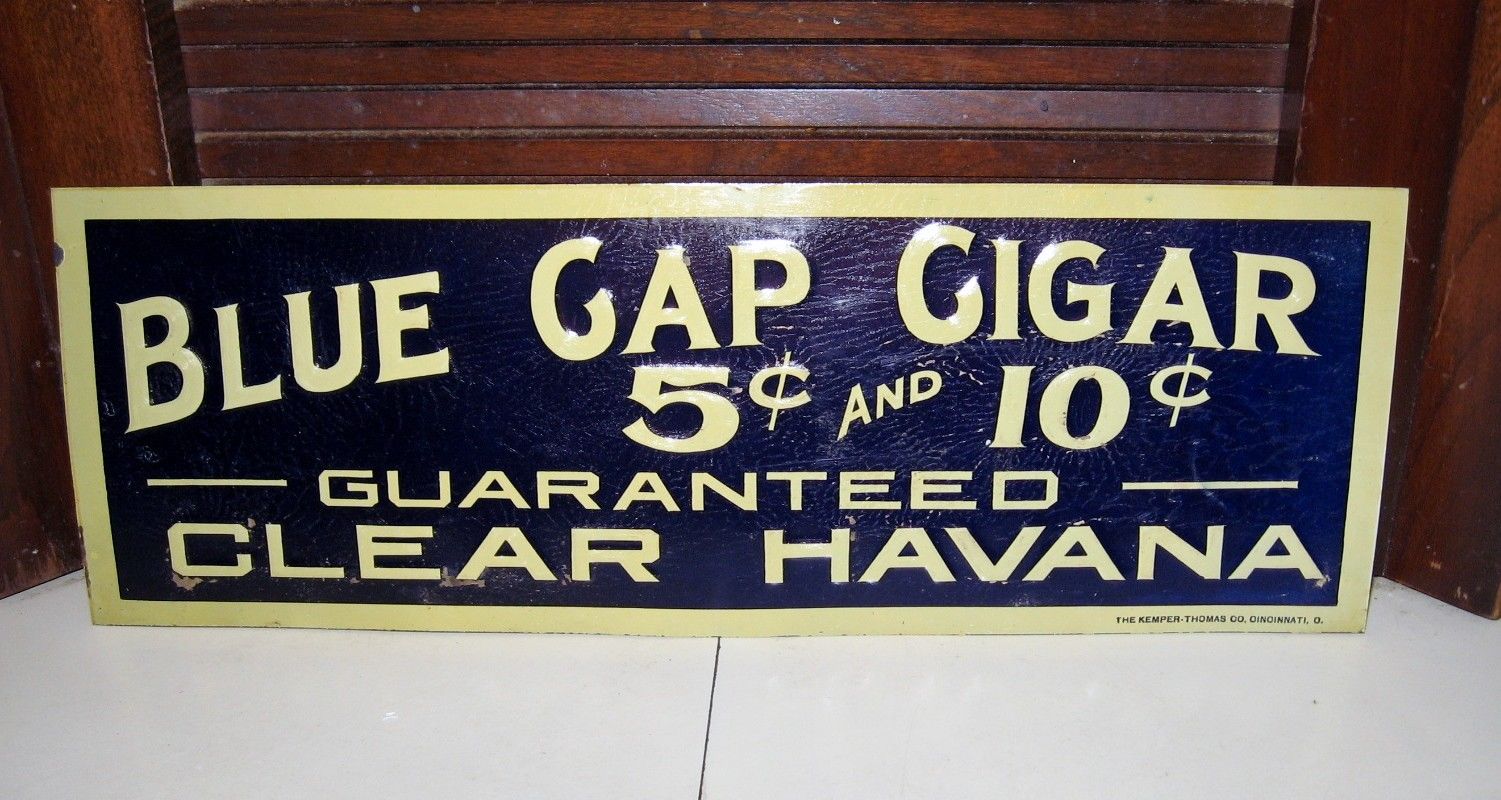 BLUE CAP CIGAR
5¢ AND 10¢
GUARANTEED
CLEAR HAVANA
THE KEMPER-THOMAS CO. CINCINNATI, O.